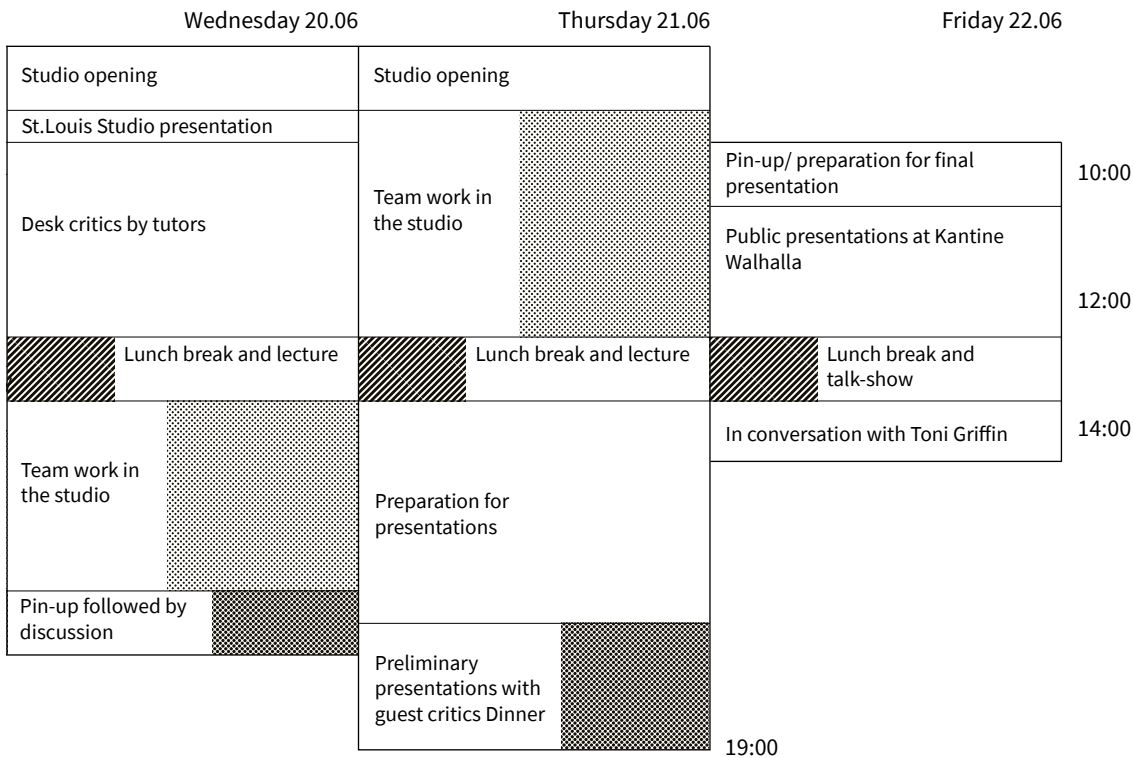 Wednesday 20.06
Thursday 21.06
Friday 22.06
Studio opening
St.Louis Studio presentation
Desk critics by tutors
Lunch break and lecture
Team work in
the studio
Pin-up followed by
discussion
Studio opening
Team work in
the studio
Lunch break and lecture
Preparation for
presentations
Preliminary
presentations with
guest critics Dinner
Pin-up/ preparation for final
presentation
Public presentations at Kantine
Walhalla
Lunch break and
talk-show
In conversation with Toni Griffin
10:00
12:00
14:00
19:00